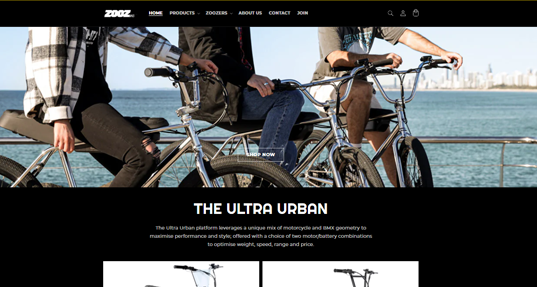 ZOOZ
HOME PRODUCTS ZOOZERS ABOUT US CONTACT JOIN
SHOP NOW
THE ULTRA URBAN
The Ultra Urban platform leverages a unique mix of motorcycle and BMX geometry to
maximise performance and style; offered with a choice of two motor/battery combinations
to optimise weight, speed, range and price.